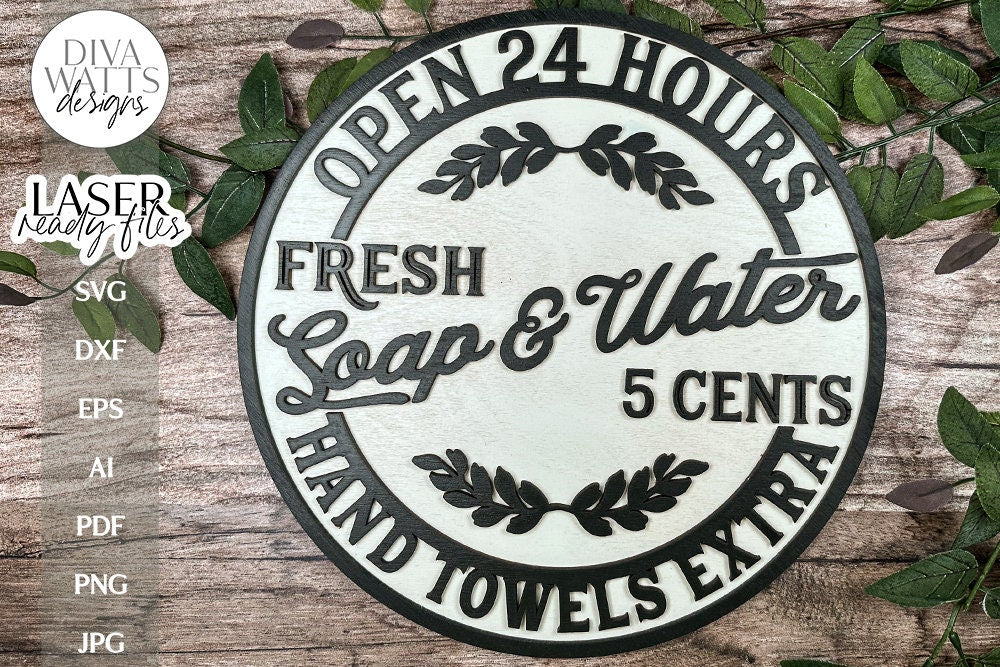 DIVA
WATTS
designs
LASER
ready files
SVG
DXF
EPS
AI
PDF
PNG
JPG
OPEN 24 HOURS
FRESH
Soap & Water
5 CENTS
HAND TOWELS EXTRA